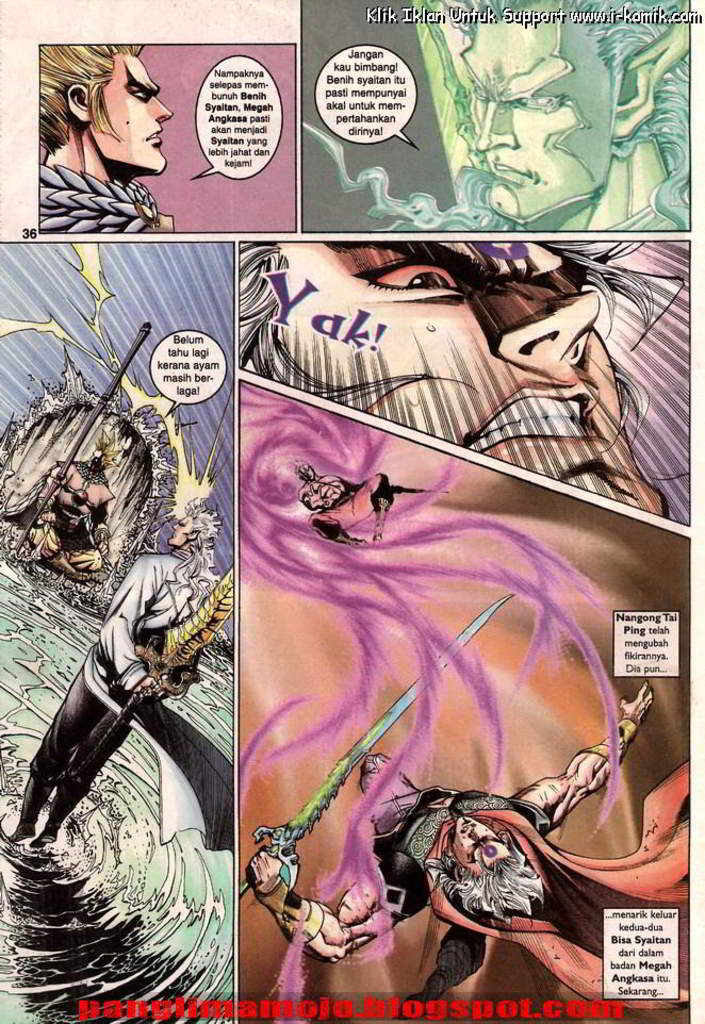 Klik Iklan Untuk Support www.i-komik.com
Nampaknya
selepas mem-
bunuh Benih
Syaitan, Megah
Angkasa pasti
akan menjadi
Syaitan yang
lebih jahat dan
kejam!
Jangan
kau bimbang!
Benih syaitan itu
pasti mempunyai
akal untuk mem-
pertahankan
dirinya!
36
Belum
tahu lagi
kerana ayam
masih ber-
laga!
Yak!
Nangong Tai
Ping telah
mengubah
fikirannya.
Dia pun...
...menarik keluar
kedua-dua
Bisa Syaitan
dari dalam
badan Megah
Angkasa itu.
Sekarang...
panglimamoja.blogspot.com